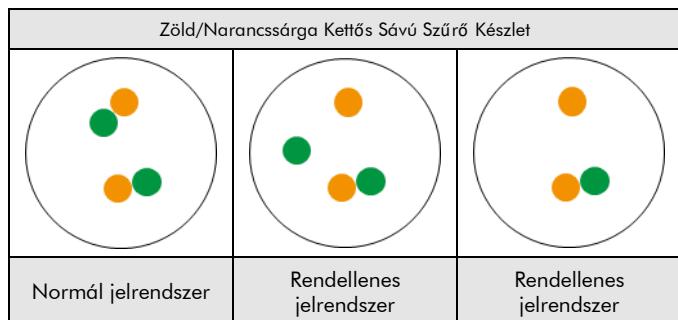 Zöld/Narancssárga Kettős Sávú Szűrő Készlet
Normál jelrendszer
Rendellenes
jelrendszer
Rendellenes
jelrendszer